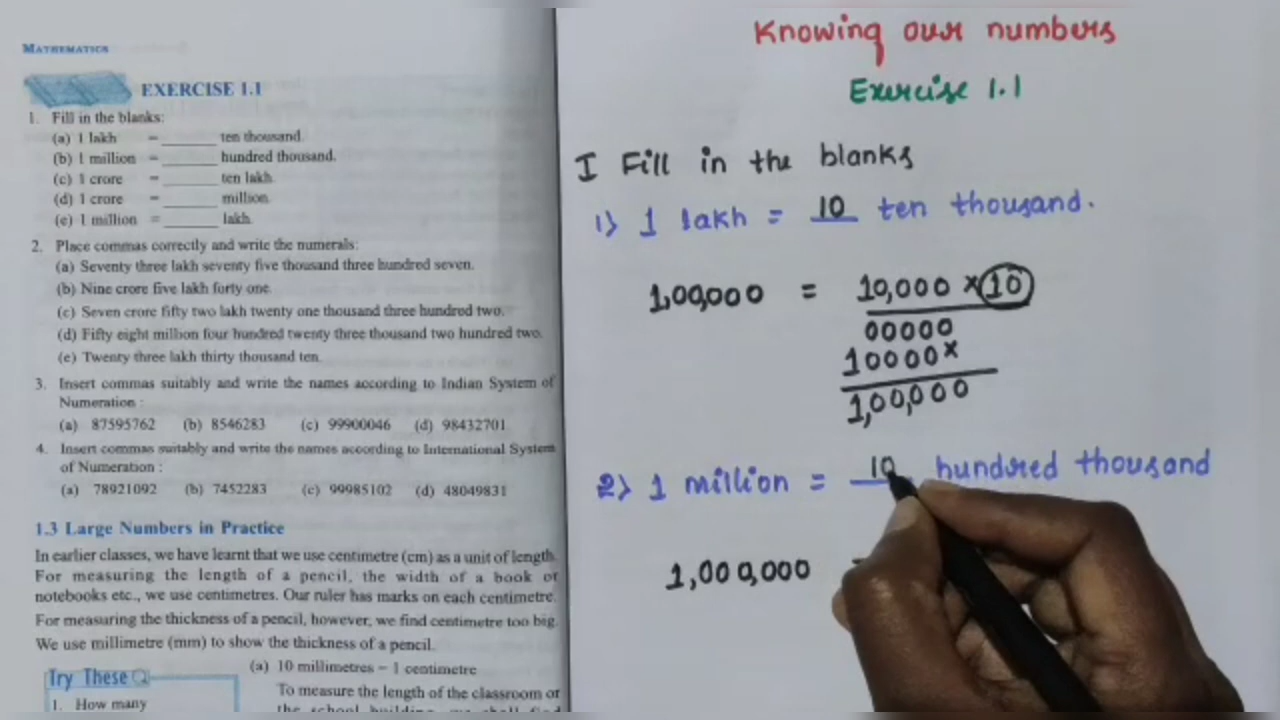 MATHEMATICS
EXERCISE 1.1
1. Fill in the blanks:
(a) 1 lakh = ______ ten thousand.
(b) 1 million = ______ hundred thousand.
(c) 1 crore = ______ ten lakh.
(d) 1 crore = ______ million.
(e) 1 million = ______ lakh.
2. Place commas correctly and write the numerals:
(a) Seventy three lakh seventy five thousand three hundred seven.
(b) Nine crore five lakh forty one.
(c) Seven crore fifty two lakh twenty one thousand three hundred two.
(d) Fifty eight million four hundred twenty three thousand two hundred two.
(e) Twenty three lakh thirty thousand ten.
3. Insert commas suitably and write the names according to Indian System of
Numeration :
(a) 87595762 (b) 8546283 (c) 99900046 (d) 98432701
4. Insert commas suitably and write the names according to International System
of Numeration :
(a) 78921092 (b) 7452283 (c) 99985102 (d) 48049831
1.3 Large Numbers in Practice
In earlier classes, we have learnt that we use centimetre (cm) as a unit of length.
For measuring the length of a pencil, the width of a book or
notebooks etc., we use centimetres. Our ruler has marks on each centimetre.
For measuring the thickness of a pencil, however, we find centimetre too big.
We use millimetre (mm) to show the thickness of a pencil.
Try These
1. How many
(a) 10 millimetres = 1 centimetre
To measure the length of the classroom or
the school building, we shall find
Knowing our numbers
Exercise 1.1
I Fill in the blanks
1) 1 lakh = 10 ten thousand.
1,00,000 = 10,000 × 10
00000
10000×
1,00,000
2) 1 million = 10 hundred thousand
1,000,000